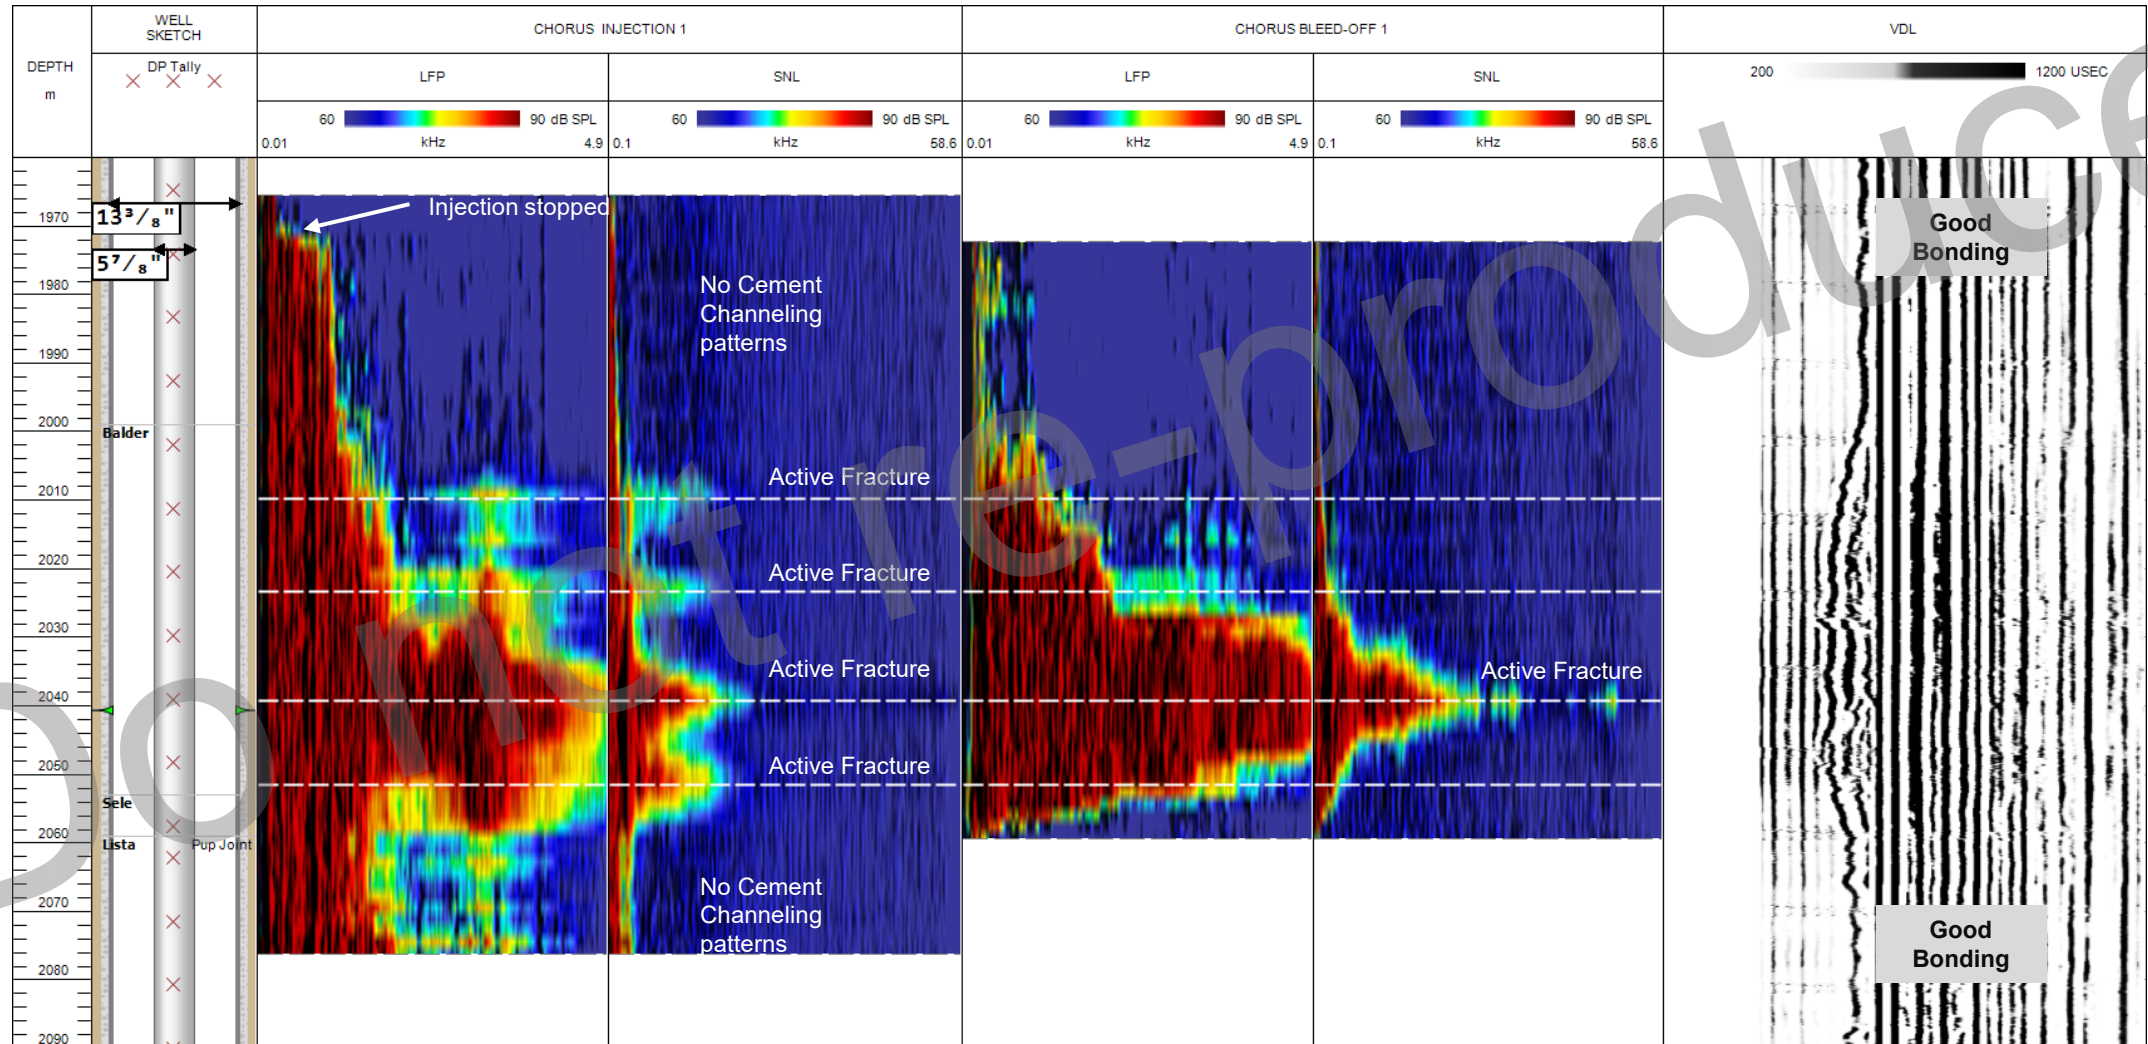 DEPTH
m
WELL
SKETCH
DP Tally
CHORUS INJECTION 1
LFP
60
90 dB SPL
0.01
kHz
4.9
SNL
60
90 dB SPL
0.1
kHz
58.6
CHORUS BLEED-OFF 1
LFP
60
90 dB SPL
0.01
kHz
4.9
SNL
60
90 dB SPL
0.1
kHz
58.6
VDL
200
1200 USEC
1970
1980
1990
2000
2010
2020
2030
2040
2050
2060
2070
2080
2090
13³/₈"
5⁷/₈"
Balder
Sele
Lista
Pup Joint
Injection stopped
No Cement
Channeling
patterns
Active Fracture
Active Fracture
Active Fracture
Active Fracture
No Cement
Channeling
patterns
Active Fracture
Good
Bonding
Good
Bonding
Do not re-produce